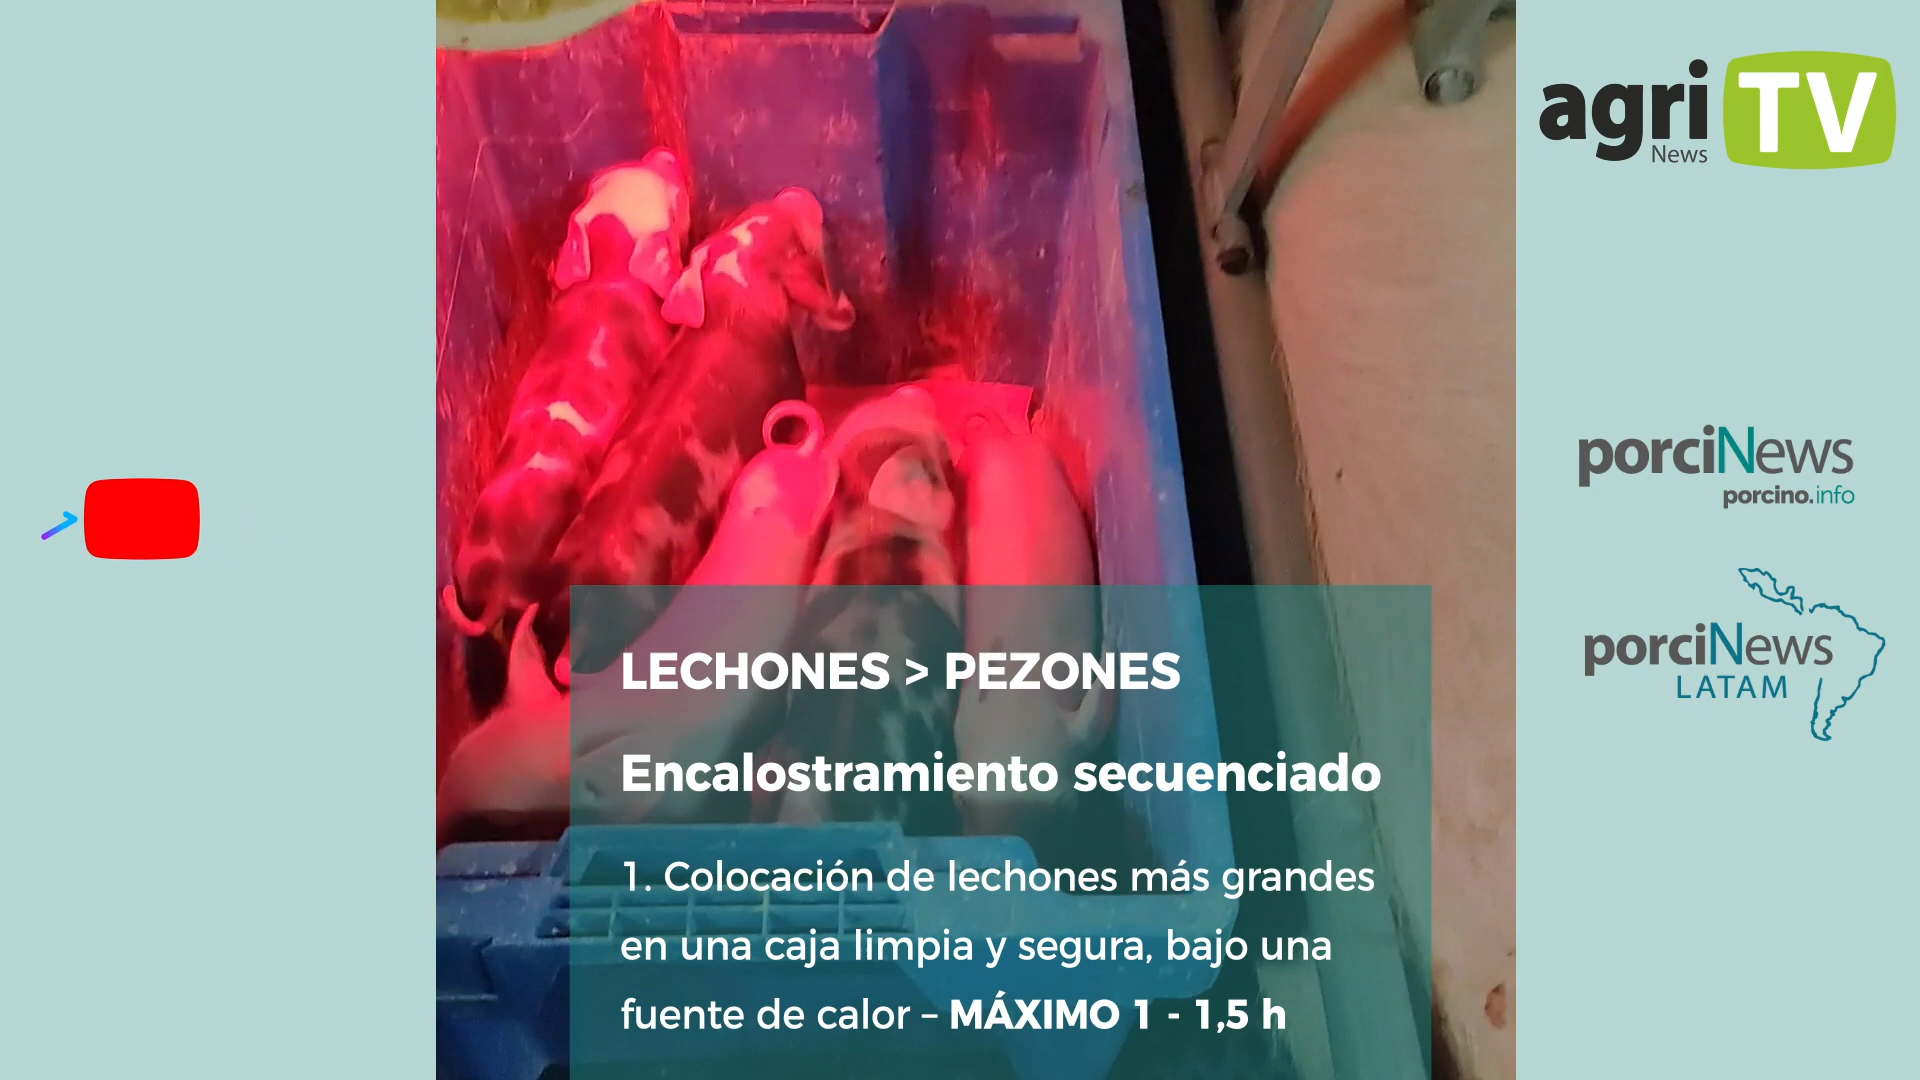 agri TV
News
porciNews
porcino.info
porciNews
LATAM
LECHONES > PEZONES
Encalostramiento secuenciado
1. Colocación de lechones más grandes
en una caja limpia y segura, bajo una
fuente de calor – MÁXIMO 1 - 1,5 h